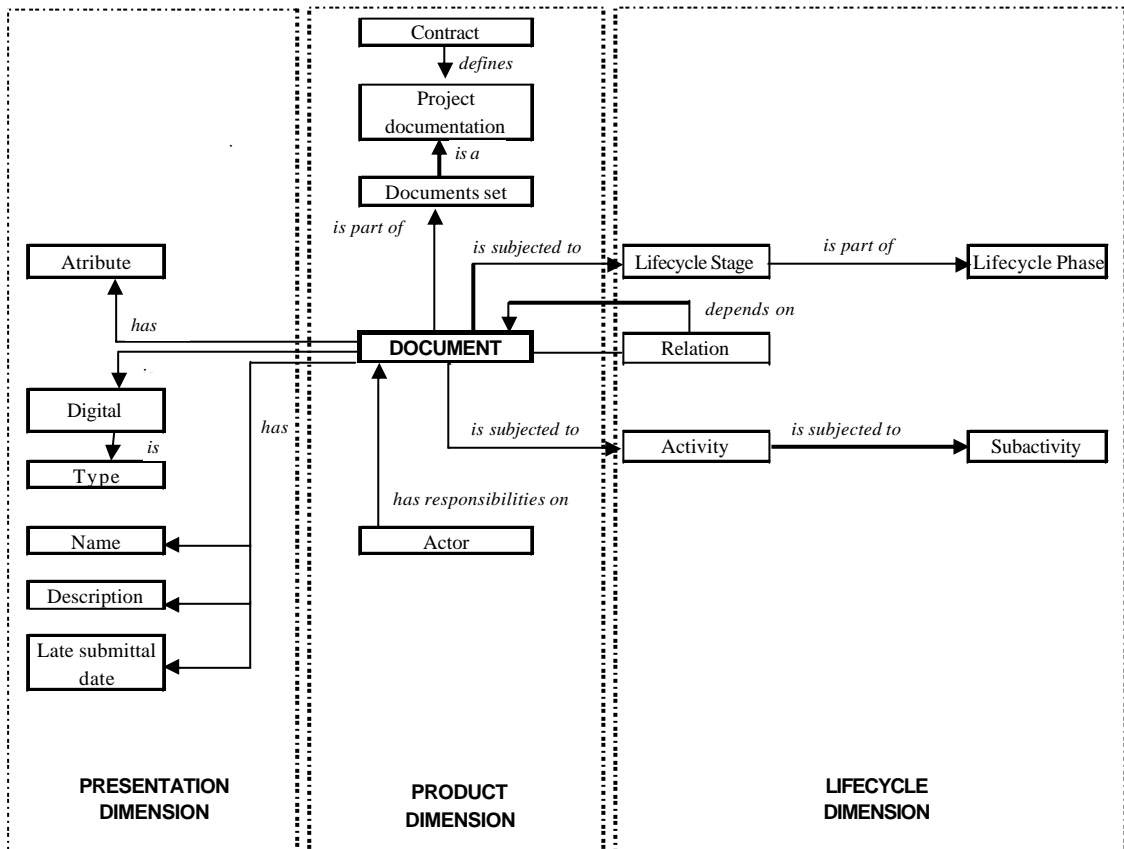 Contract
defines
Project
documentation
is a
Documents set
is part of
is subjected to
is part of
Atribute
Lifecycle Stage
Lifecycle Phase
depends on
has
DOCUMENT
Relation
Digital
has
is subjected to
is subjected to
is
Activity
Subactivity
Type
has responsibilities on
Name
Actor
Description
Late submittal
date
PRESENTATION
DIMENSION
PRODUCT
DIMENSION
LIFECYCLE
DIMENSION